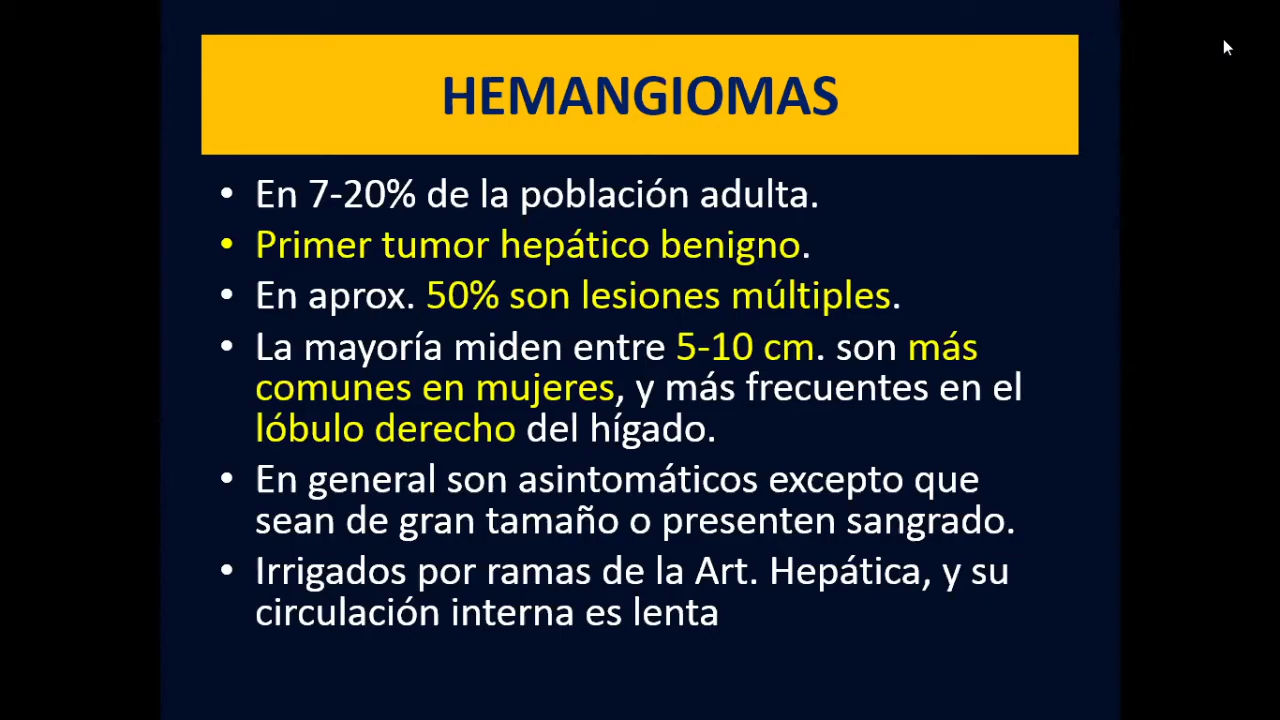 HEMANGIOMAS
• En 7-20% de la población adulta.
• Primer tumor hepático benigno.
• En aprox. 50% son lesiones múltiples.
• La mayoría miden entre 5-10 cm. son más
comunes en mujeres, y más frecuentes en el
lóbulo derecho del hígado.
• En general son asintomáticos excepto que
sean de gran tamaño o presenten sangrado.
• Irrigados por ramas de la Art. Hepática, y su
circulación interna es lenta